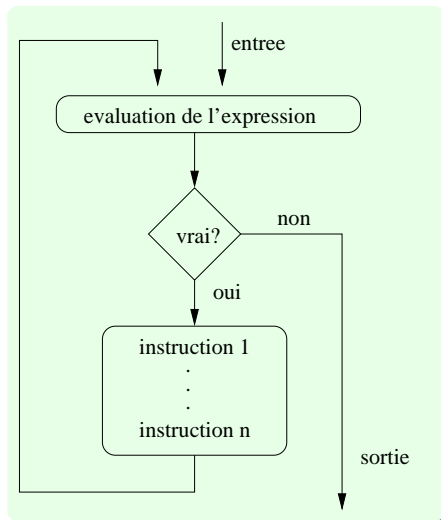 entree
evaluation de l'expression
vrai?
non
oui
instruction 1
.
.
.
instruction n
sortie